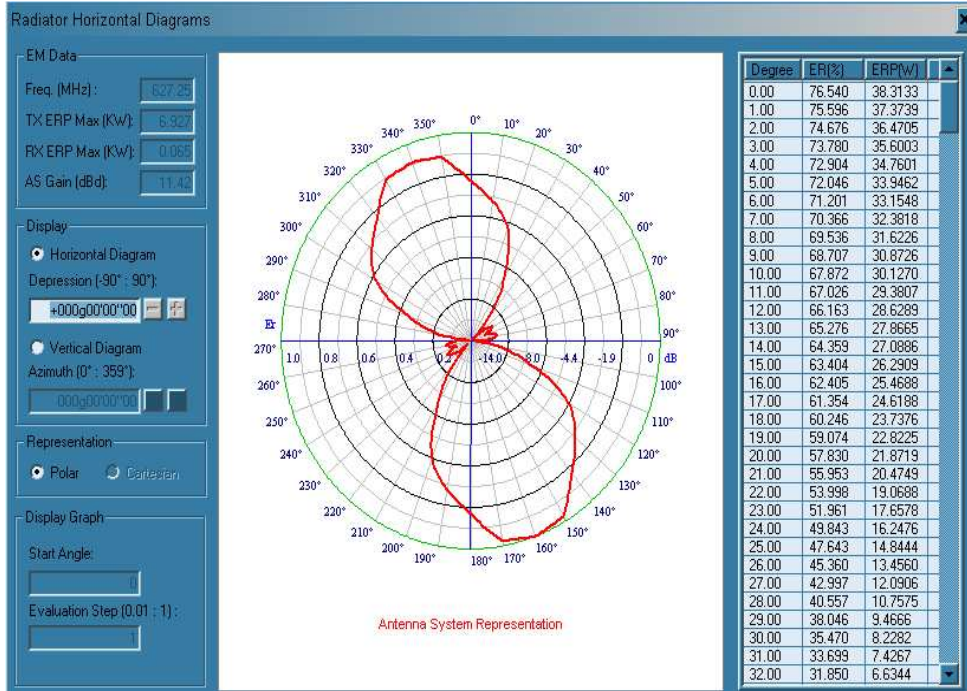 Radiator Horizontal Diagrams
EM Data
Freq. (MHz) : 627.25
TX ERP Max (KW): 6.927
RX ERP Max (KW): 0.065
AS Gain (dBd): 11.42
Display
Horizontal Diagram
Depression (-90° : 90°):
+000g00'00"00
Vertical Diagram
Azimuth (0° : 359°):
000g00'00"00
Representation
Polar Cartesian
Display Graph
Start Angle:
0
Evaluation Step (0.01 : 1) :
1
0°
350° 10°
340° 20°
330° 30°
320° 40°
310° 50°
300° 60°
290° 70°
280° 80°
Er
270° 1.0 0.8 0.6 0.4 0.2 -14.0 -8.0 -4.4 -1.9 0 dB 90°
260° 100°
250° 110°
240° 120°
230° 130°
220° 140°
210° 150°
200° 160°
190° 170°
180°
Antenna System Representation
Degree ER(%) ERP(W)
0.00 76.540 38.3133
1.00 75.596 37.3739
2.00 74.676 36.4705
3.00 73.780 35.6003
4.00 72.904 34.7601
5.00 72.046 33.9462
6.00 71.201 33.1548
7.00 70.366 32.3818
8.00 69.536 31.6226
9.00 68.707 30.8726
10.00 67.872 30.1270
11.00 67.026 29.3807
12.00 66.163 28.6289
13.00 65.276 27.8665
14.00 64.359 27.0886
15.00 63.404 26.2909
16.00 62.405 25.4688
17.00 61.354 24.6188
18.00 60.246 23.7376
19.00 59.074 22.8225
20.00 57.830 21.8719
21.00 55.953 20.4749
22.00 53.998 19.0688
23.00 51.961 17.6578
24.00 49.843 16.2476
25.00 47.643 14.8444
26.00 45.360 13.4560
27.00 42.997 12.0906
28.00 40.557 10.7575
29.00 38.046 9.4666
30.00 35.470 8.2282
31.00 33.699 7.4267
32.00 31.850 6.6344